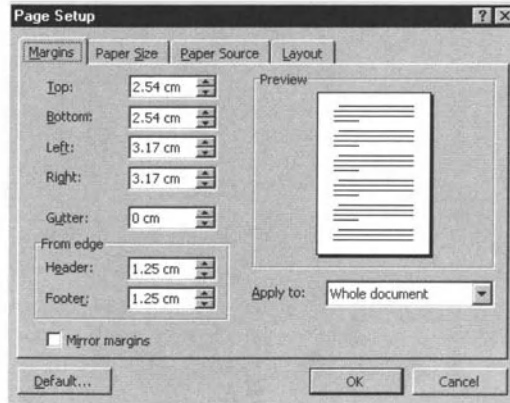 Page Setup
Margins Paper Size Paper Source Layout
Top: 2.54 cm
Bottom: 2.54 cm
Left: 3.17 cm
Right: 3.17 cm
Gutter: 0 cm
From edge
Header: 1.25 cm
Footer: 1.25 cm
Mirror margins
Preview
Apply to: Whole document
Default... OK Cancel